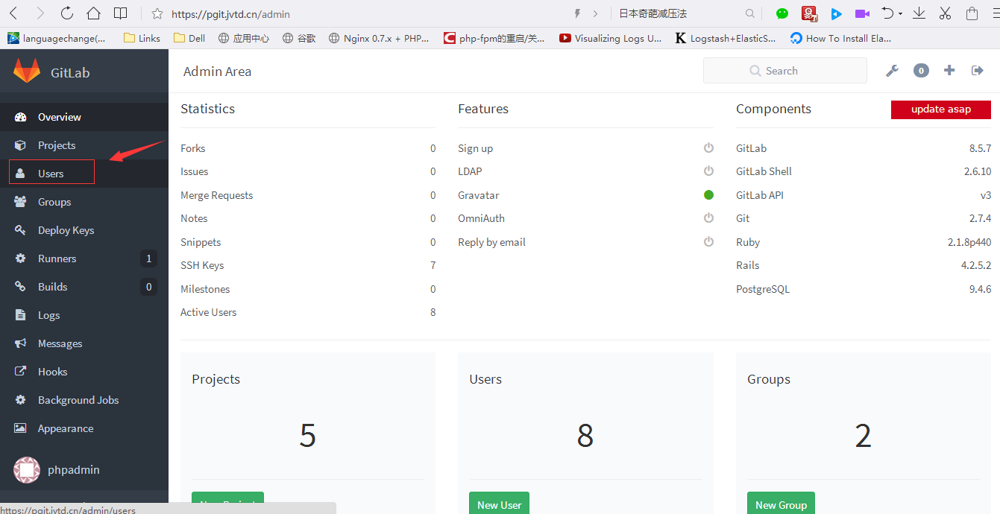 https://pgit.jvtd.cn/admin
日本奇葩减压法
languagechange(...
Links
Dell
应用中心
谷歌
Nginx 0.7.x + PHP...
php-fpm的重启/关...
Visualizing Logs U...
Logstash+ElasticS...
How To Install Ela...
GitLab
Admin Area
Search
0
Overview
Projects
Users
Groups
Deploy Keys
Runners 1
Builds 0
Logs
Messages
Hooks
Background Jobs
Appearance
phpadmin
Statistics
Forks 0
Issues 0
Merge Requests 0
Notes 0
Snippets 0
SSH Keys 7
Milestones 0
Active Users 8
Features
Sign up
LDAP
Gravatar
OmniAuth
Reply by email
Components
update asap
GitLab 8.5.7
GitLab Shell 2.6.10
GitLab API v3
Git 2.7.4
Ruby 2.1.8p440
Rails 4.2.5.2
PostgreSQL 9.4.6
Projects
5
Users
8
New User
Groups
2
New Group
https://pgit.jvtd.cn/admin/users